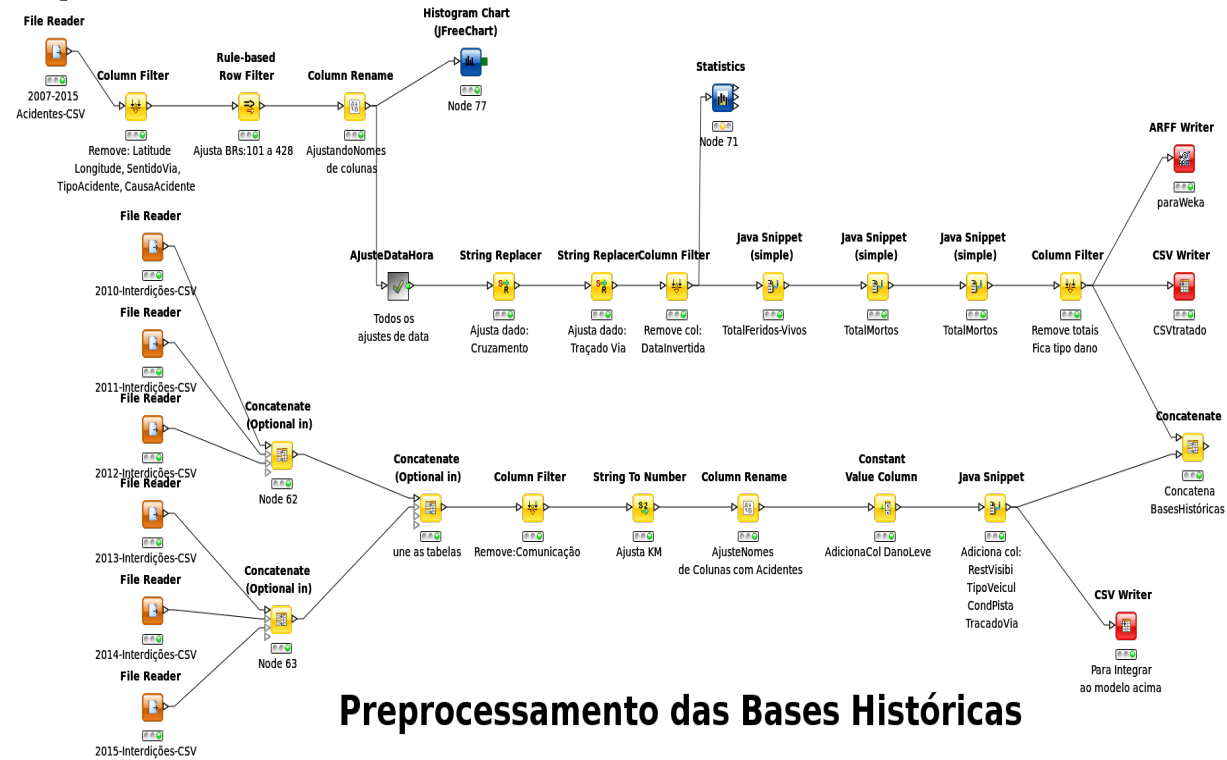 File Reader
2007-2015
Acidentes-CSV
Column Filter
Remove: Latitude
Longitude, SentidoVia,
TipoAcidente, CausaAcidente
Rule-based
Row Filter
Ajusta BRs:101 a 428
Column Rename
AjustandoNomes
de colunas
Histogram Chart
(JFreeChart)
Node 77
Statistics
Node 71
ARFF Writer
paraWeka
AJusteDataHora
Todos os
ajustes de data
String Replacer
Ajusta dado:
Cruzamento
String Replacer
Ajusta dado:
Traçado Via
Column Filter
Remove col:
DataInvertida
Java Snippet
(simple)
TotalFeridos-Vivos
Java Snippet
(simple)
TotalMortos
Java Snippet
(simple)
TotalMortos
Column Filter
Remove totais
Fica tipo dano
CSV Writer
CSVtratado
File Reader
2010-Interdições-CSV
File Reader
2011-Interdições-CSV
File Reader
2012-Interdições-CSV
File Reader
2013-Interdições-CSV
File Reader
2014-Interdições-CSV
File Reader
2015-Interdições-CSV
Concatenate
(Optional in)
Node 62
Concatenate
(Optional in)
Node 63
Concatenate
(Optional in)
une as tabelas
Column Filter
Remove:Comunicação
String To Number
Ajusta KM
Column Rename
AjusteNomes
de Colunas com Acidentes
Constant
Value Column
AdicionaCol DanoLeve
Java Snippet
Adiciona col:
RestVisibi
TipoVeicul
CondPista
TracadoVia
Concatenate
Concatena
BasesHistóricas
CSV Writer
Para Integrar
ao modelo acima
Preprocessamento das Bases Históricas